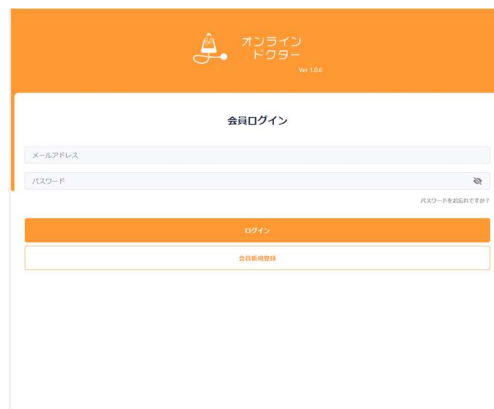 オンライン
ドクター
Ver 1.8.0
会員ログイン
メールアドレス
パスワード
パスワードをお忘れですか？
ログイン
会員新規登録